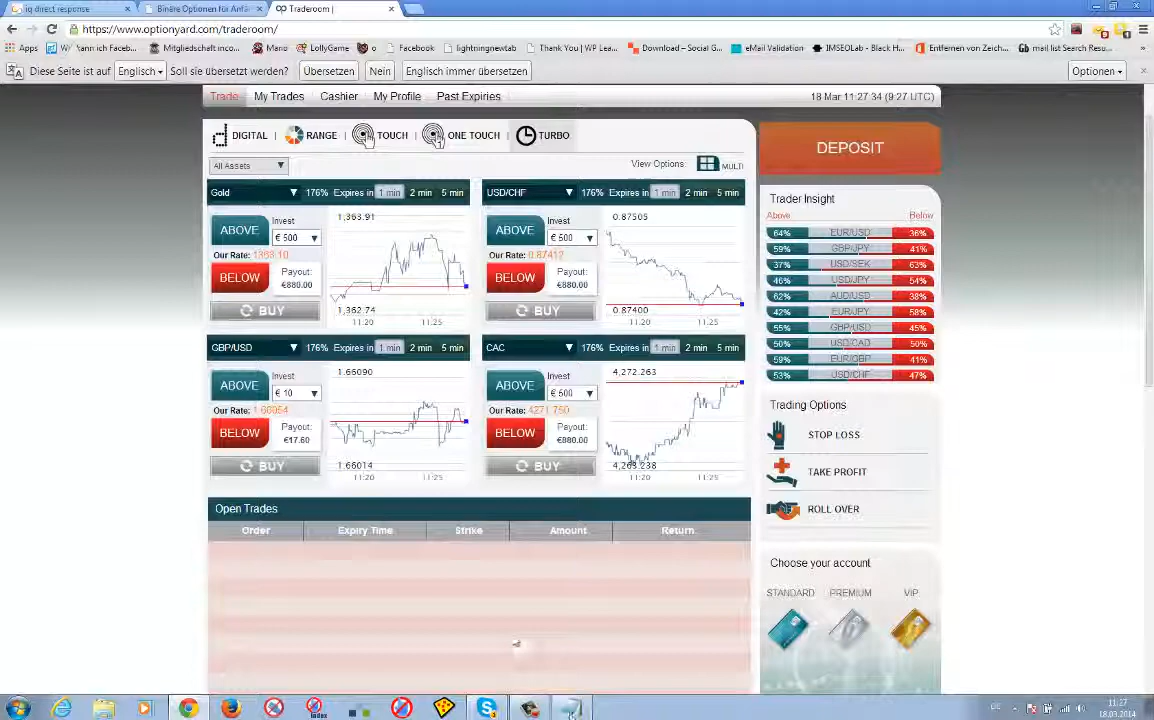 iq direct response
Binäre Optionen für Anfä
Traderoom |
https://www.optionyard.com/traderoom/
Apps
Kann ich Faceb...
Mitgliedschaft inco...
Mario
LollyGame
Facebook
lightningnewtab
Thank You | WP Lea...
Download – Social G...
eMail Validation
IMSEOLab - Black H...
Entfernen von Zeich...
mail list Search Resu...
Diese Seite ist auf Englisch Soll sie übersetzt werden? Übersetzen Nein Englisch immer übersetzen Optionen
Trade My Trades Cashier My Profile Past Expiries 18 Mar 11:27 34 (9:27 UTC)
DIGITAL | RANGE | TOUCH | ONE TOUCH | TURBO
All Assets
View Options: MULTI
Gold 176% Expires in 1 min 2 min 5 min
ABOVE
Invest
€ 500
Our Rate: 1363.10
BELOW
Payout:
€880.00
BUY
1,363.91
1,362.74
11:20 11:25
USD/CHF 176% Expires in 1 min 2 min 5 min
ABOVE
Invest
€ 500
Our Rate: 0.87412
BELOW
Payout:
€880.00
BUY
0.87505
0.87400
11:20 11:25
GBP/USD 176% Expires in 1 min 2 min 5 min
ABOVE
Invest
€ 10
Our Rate: 1.66054
BELOW
Payout:
€17.60
BUY
1.66090
1.66014
11:20 11:25
CAC 176% Expires in 1 min 2 min 5 min
ABOVE
Invest
€ 500
Our Rate: 4271.750
BELOW
Payout:
€880.00
BUY
4,272.263
4,263.238
11:20 11:25
Open Trades
Order Expiry Time Strike Amount Return
DEPOSIT
Trader Insight
Above Below
64% EUR/USD 36%
59% GBP/JPY 41%
37% USD/SEK 63%
46% USD/JPY 54%
62% AUD/USD 38%
42% EUR/JPY 58%
55% GBP/USD 45%
50% USD/CAD 50%
59% EUR/GBP 41%
53% USD/CHF 47%
Trading Options
STOP LOSS
TAKE PROFIT
ROLL OVER
Choose your account
STANDARD PREMIUM VIP
DE
11:27
18.03.2014